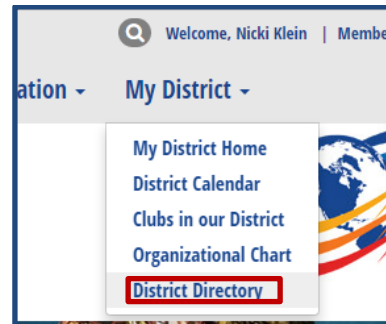 Welcome, Nicki Klein | Membe
ation
My District
My District Home
District Calendar
Clubs in our District
Organizational Chart
District Directory